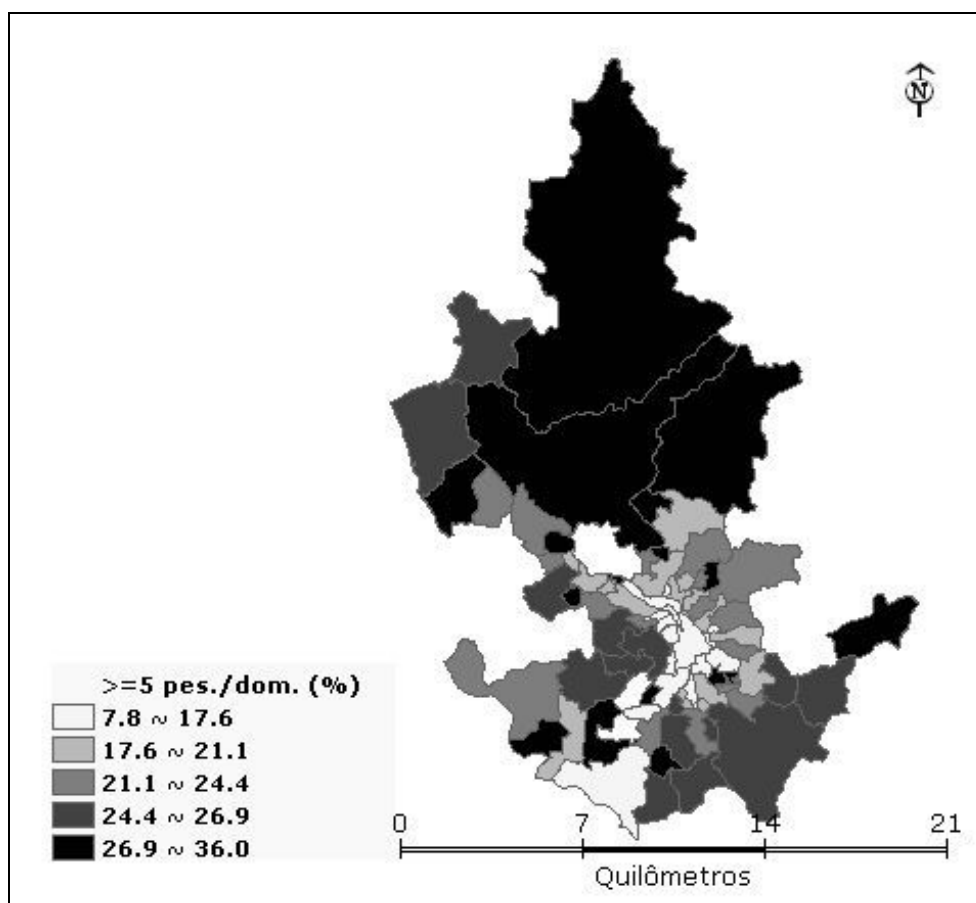 N
>=5 pes./dom. (%)
7.8 ~ 17.6
17.6 ~ 21.1
21.1 ~ 24.4
24.4 ~ 26.9
26.9 ~ 36.0
0 7 14 21
Quilômetros